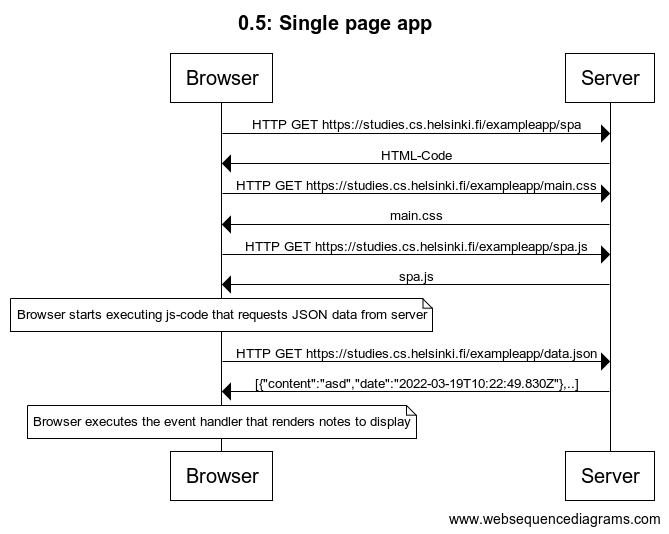 0.5: Single page app
Browser
Server
HTTP GET https://studies.cs.helsinki.fi/exampleapp/spa
HTML-Code
HTTP GET https://studies.cs.helsinki.fi/exampleapp/main.css
main.css
HTTP GET https://studies.cs.helsinki.fi/exampleapp/spa.js
spa.js
Browser starts executing js-code that requests JSON data from server
HTTP GET https://studies.cs.helsinki.fi/exampleapp/data.json
[{"content":"asd","date":"2022-03-19T10:22:49.830Z"},..]
Browser executes the event handler that renders notes to display
Browser
Server
www.websequencediagrams.com